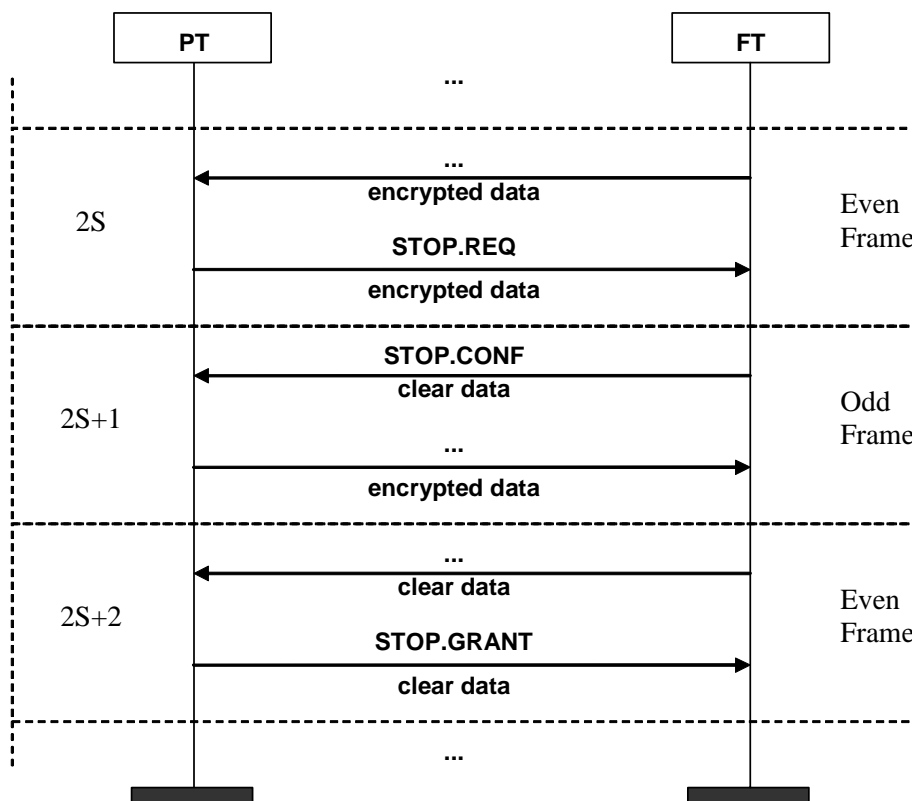 PT
FT
...
...
encrypted data
2S
Even
Frame
STOP.REQ
encrypted data
STOP.CONF
clear data
2S+1
Odd
Frame
...
encrypted data
...
clear data
2S+2
Even
Frame
STOP.GRANT
clear data
...